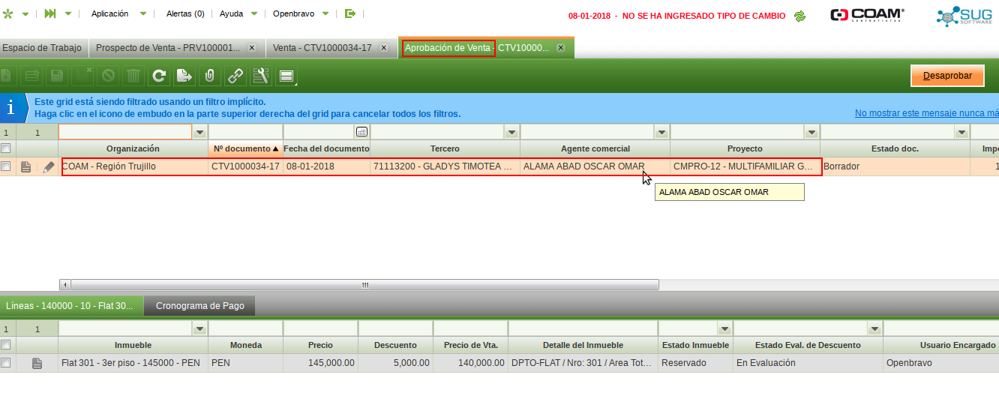 Aplicación Alertas (0) Ayuda Openbravo 08-01-2018 - NO SE HA INGRESADO TIPO DE CAMBIO COAM CONTRATISTAS SUG SOFTWARE
Espacio de Trabajo Prospecto de Venta - PRV100001... Venta - CTV1000034-17 Aprobación de Venta - CTV10000...
Desaprobar
Este grid está siendo filtrado usando un filtro implícito.
Haga clic en el icono de embudo en la parte superior derecha del grid para cancelar todos los filtros. No mostrar este mensaje nunca má
1 1
Organización Nº documento Fecha del documento Tercero Agente comercial Proyecto Estado doc. Impo
COAM - Región Trujillo CTV1000034-17 08-01-2018 71113200 - GLADYS TIMOTEA ... ALAMA ABAD OSCAR OMAR CMPRO-12 - MULTIFAMILIAR G... Borrador 1
ALAMA ABAD OSCAR OMAR
Líneas - 140000 - 10 - Flat 30... Cronograma de Pago
1 1
Inmueble Moneda Precio Descuento Precio de Vta. Detalle del Inmueble Estado Inmueble Estado Eval. de Descuento Usuario Encargado
Flat 301 - 3er piso - 145000 - PEN PEN 145,000.00 5,000.00 140,000.00 DPTO-FLAT / Nro: 301 / Area Tot... Reservado En Evaluación Openbravo